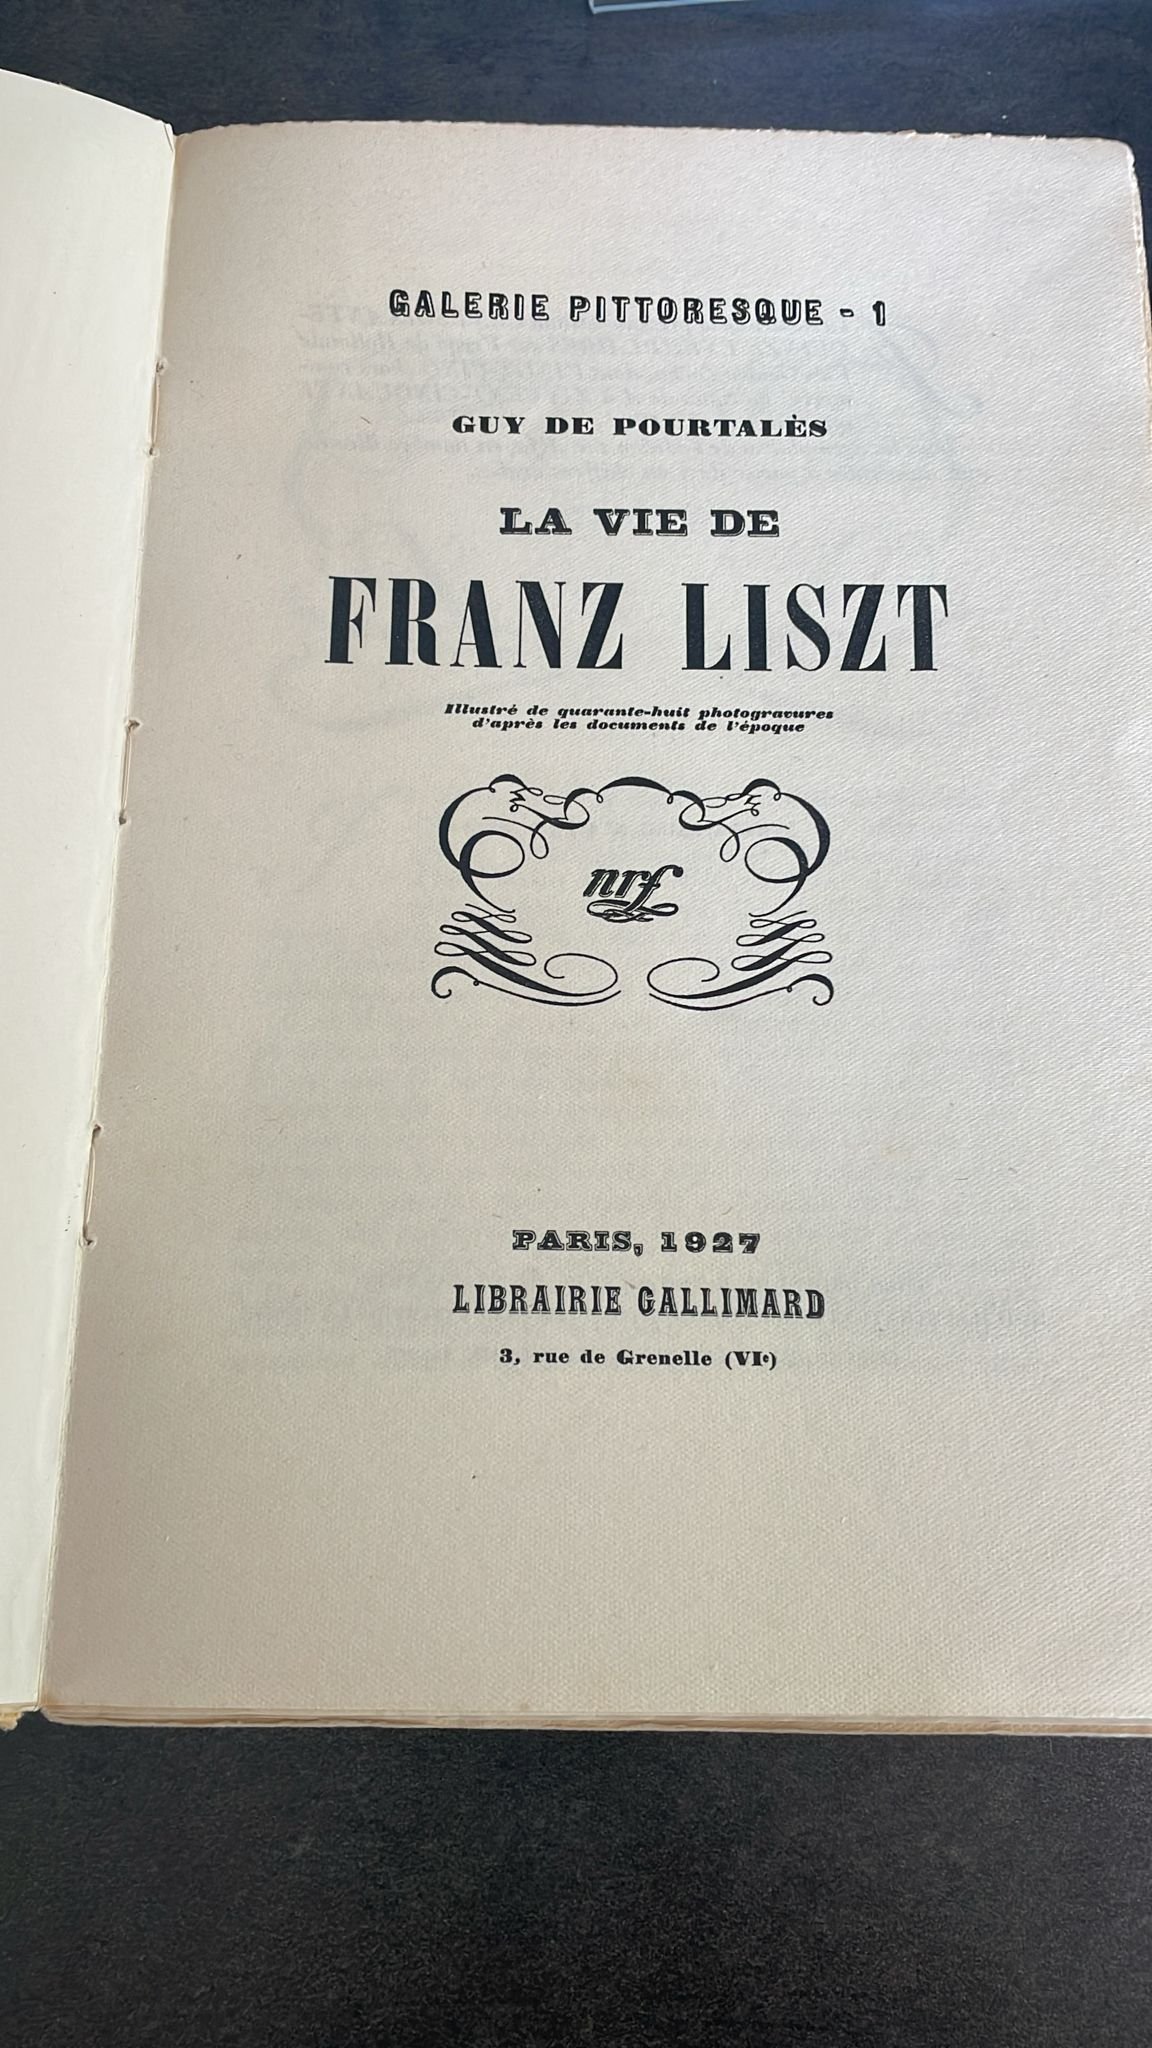 GALERIE PITTORESQUE - 1
GUY DE POURTALÈS
LA VIE DE
FRANZ LISZT
Illustré de quarante-huit photogravures
d'après les documents de l'époque
nrf
PARIS, 1927
LIBRAIRIE GALLIMARD
3, rue de Grenelle (VIe)